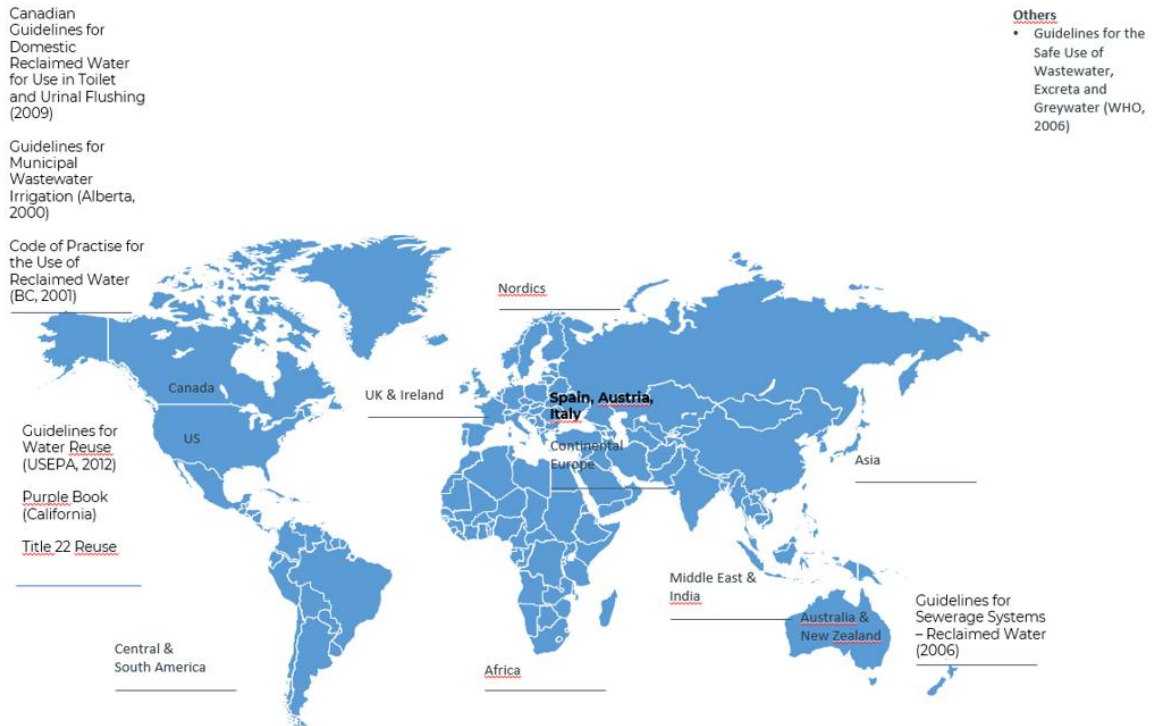 Canadian
Guidelines for
Domestic
Reclaimed Water
for Use in Toilet
and Urinal Flushing
(2009)
Guidelines for
Municipal
Wastewater
Irrigation (Alberta,
2000)
Code of Practise for
the Use of
Reclaimed Water
(BC, 2001)
Others
• Guidelines for the
Safe Use of
Wastewater,
Excreta and
Greywater (WHO,
2006)
Nordics
Canada
UK & Ireland
Spain, Austria,
Italy
Continental
Europe
US
Guidelines for
Water Reuse
(USEPA, 2012)
Purple Book
(California)
Title 22 Reuse
Asia
Middle East &
India
Australia &
New Zealand
Guidelines for
Sewerage Systems
– Reclaimed Water
(2006)
Central &
South America
Africa